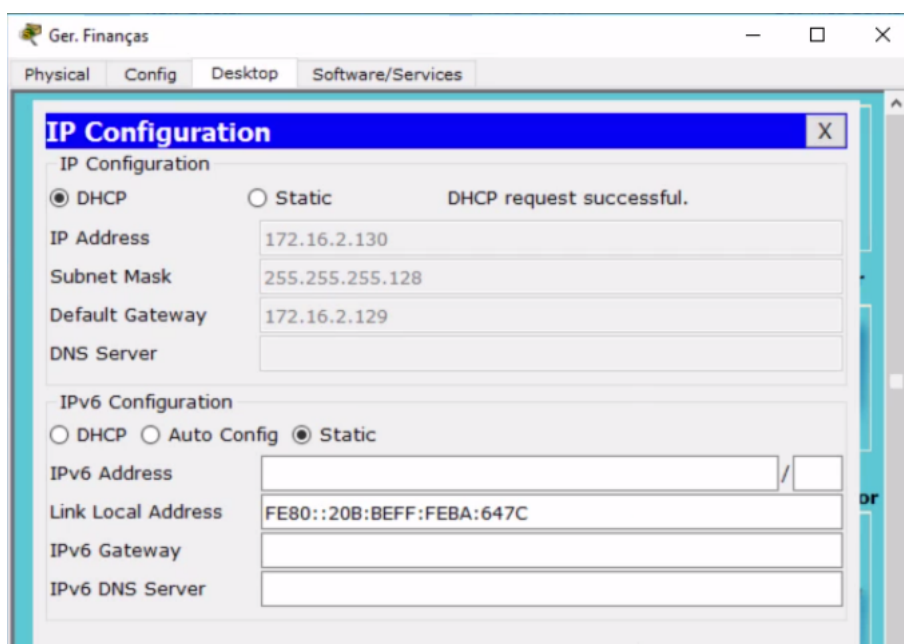 Ger. Finanças
Physical Config Desktop Software/Services
IP Configuration X
IP Configuration
DHCP Static DHCP request successful.
IP Address 172.16.2.130
Subnet Mask 255.255.255.128
Default Gateway 172.16.2.129
DNS Server
IPv6 Configuration
DHCP Auto Config Static
IPv6 Address /
Link Local Address FE80::20B:BEFF:FEBA:647C
IPv6 Gateway
IPv6 DNS Server
or